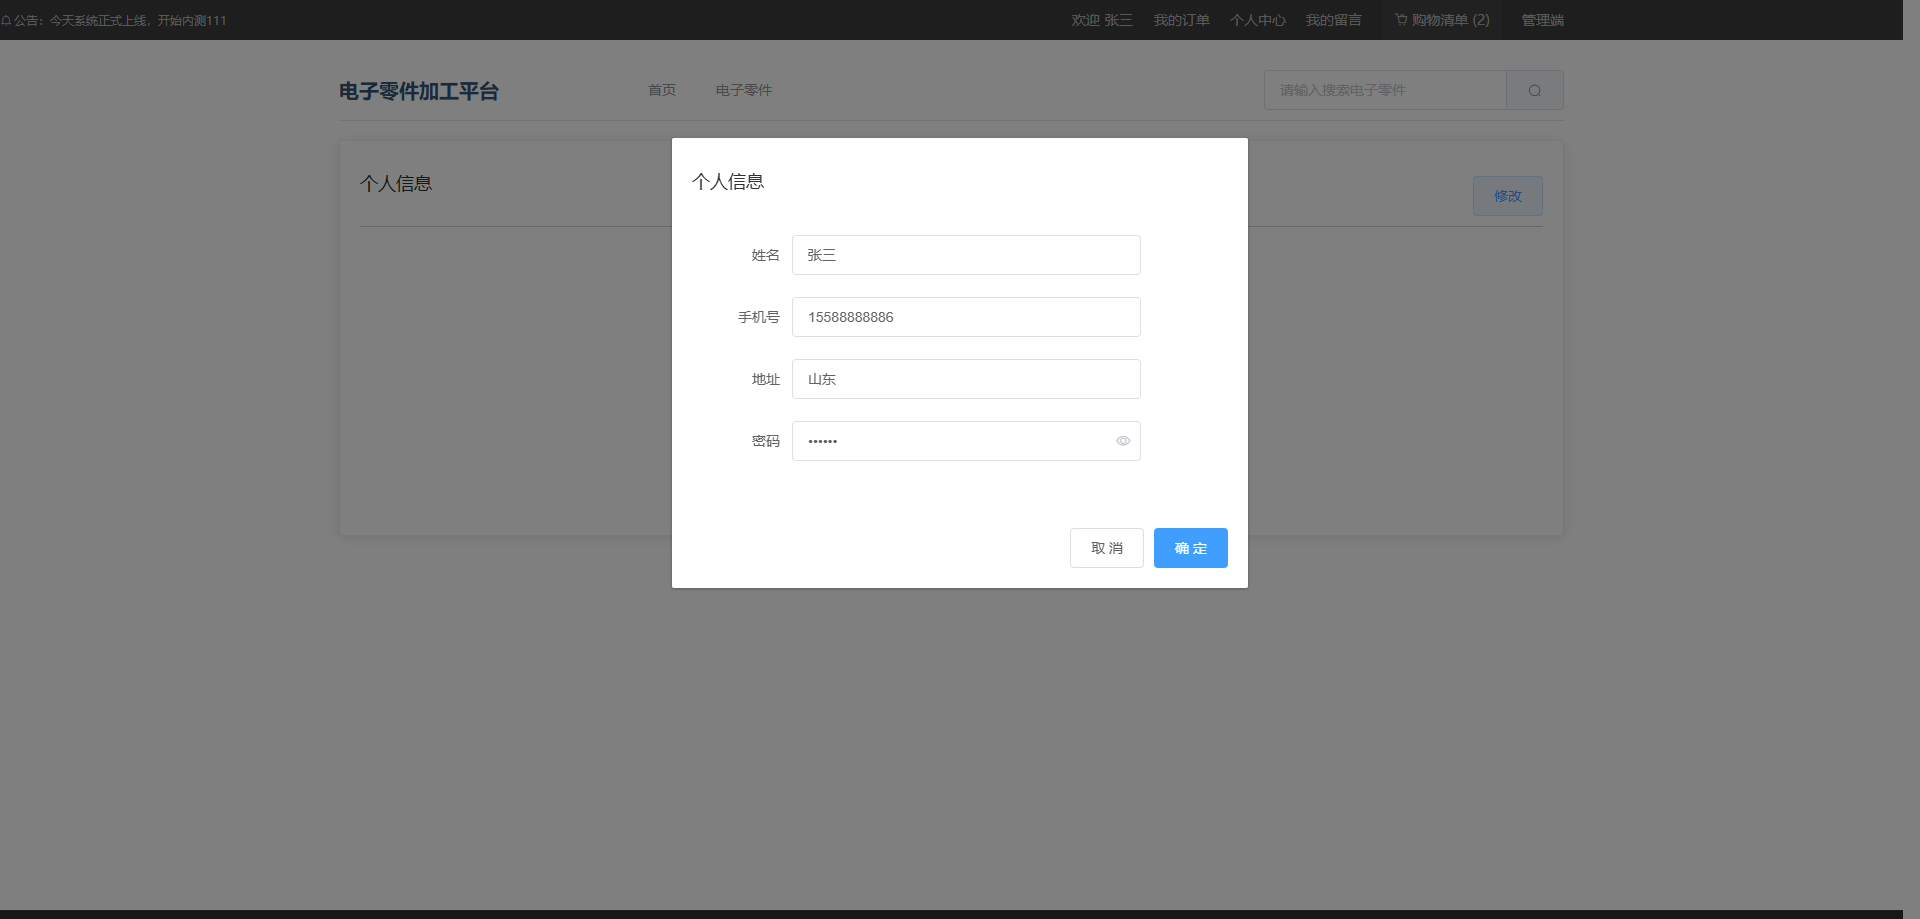 公告：今天系统正式上线，开始内测111
欢迎 张三 我的订单 个人中心 我的留言 购物清单 (2) 管理端
电子零件加工平台 首页 电子零件 请输入搜索电子零件
个人信息
修改
个人信息
姓名 张三
手机号 15588888886
地址 山东
密码 ••••••
取 消 确 定